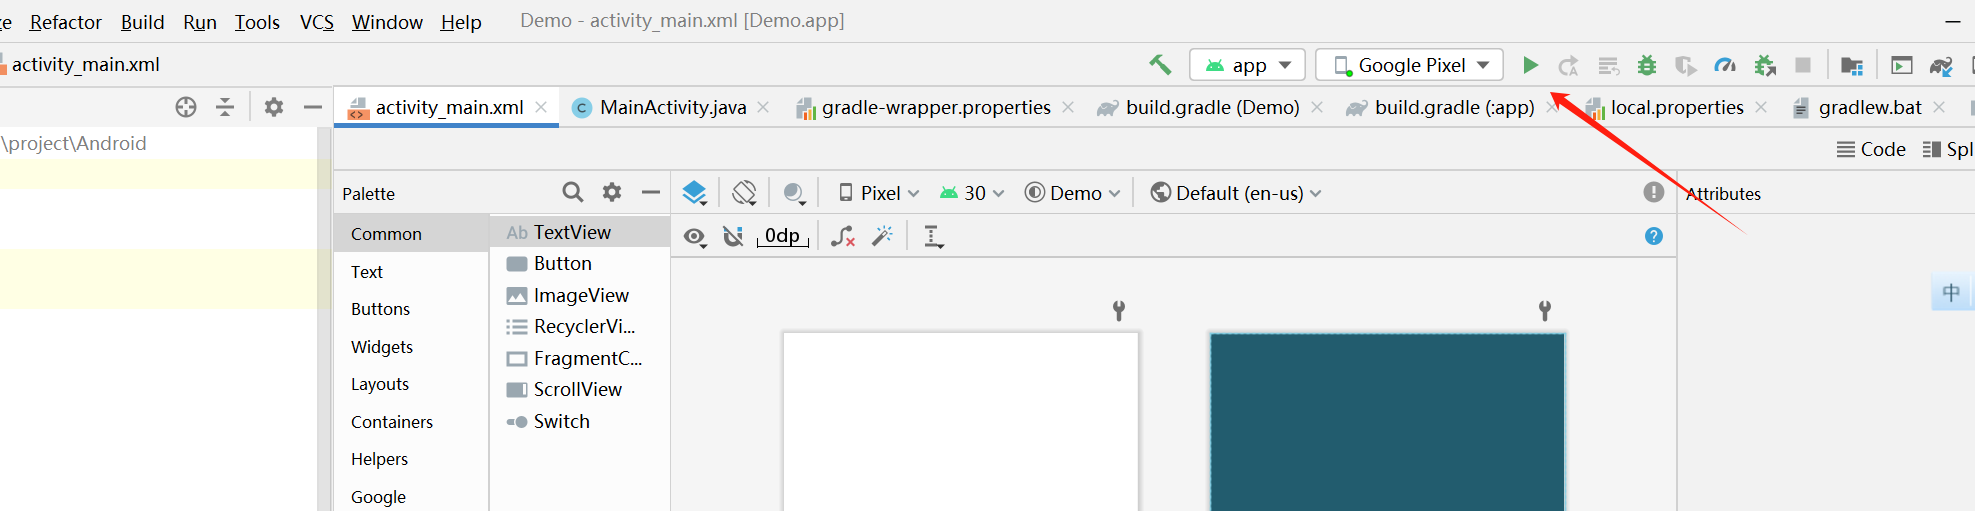 Refactor Build Run Tools VCS Window Help Demo - activity_main.xml [Demo.app]
activity_main.xml app Google Pixel
activity_main.xml MainActivity.java gradle-wrapper.properties build.gradle (Demo) build.gradle (:app) local.properties gradlew.bat
\project\Android
Code
Palette Pixel 30 Demo Default (en-us) Attributes
Common Ab TextView 0dp
Button
中
Text
ImageView
Buttons
RecyclerVi...
Widgets
FragmentC...
Layouts
ScrollView
Containers
Switch
Helpers
Google